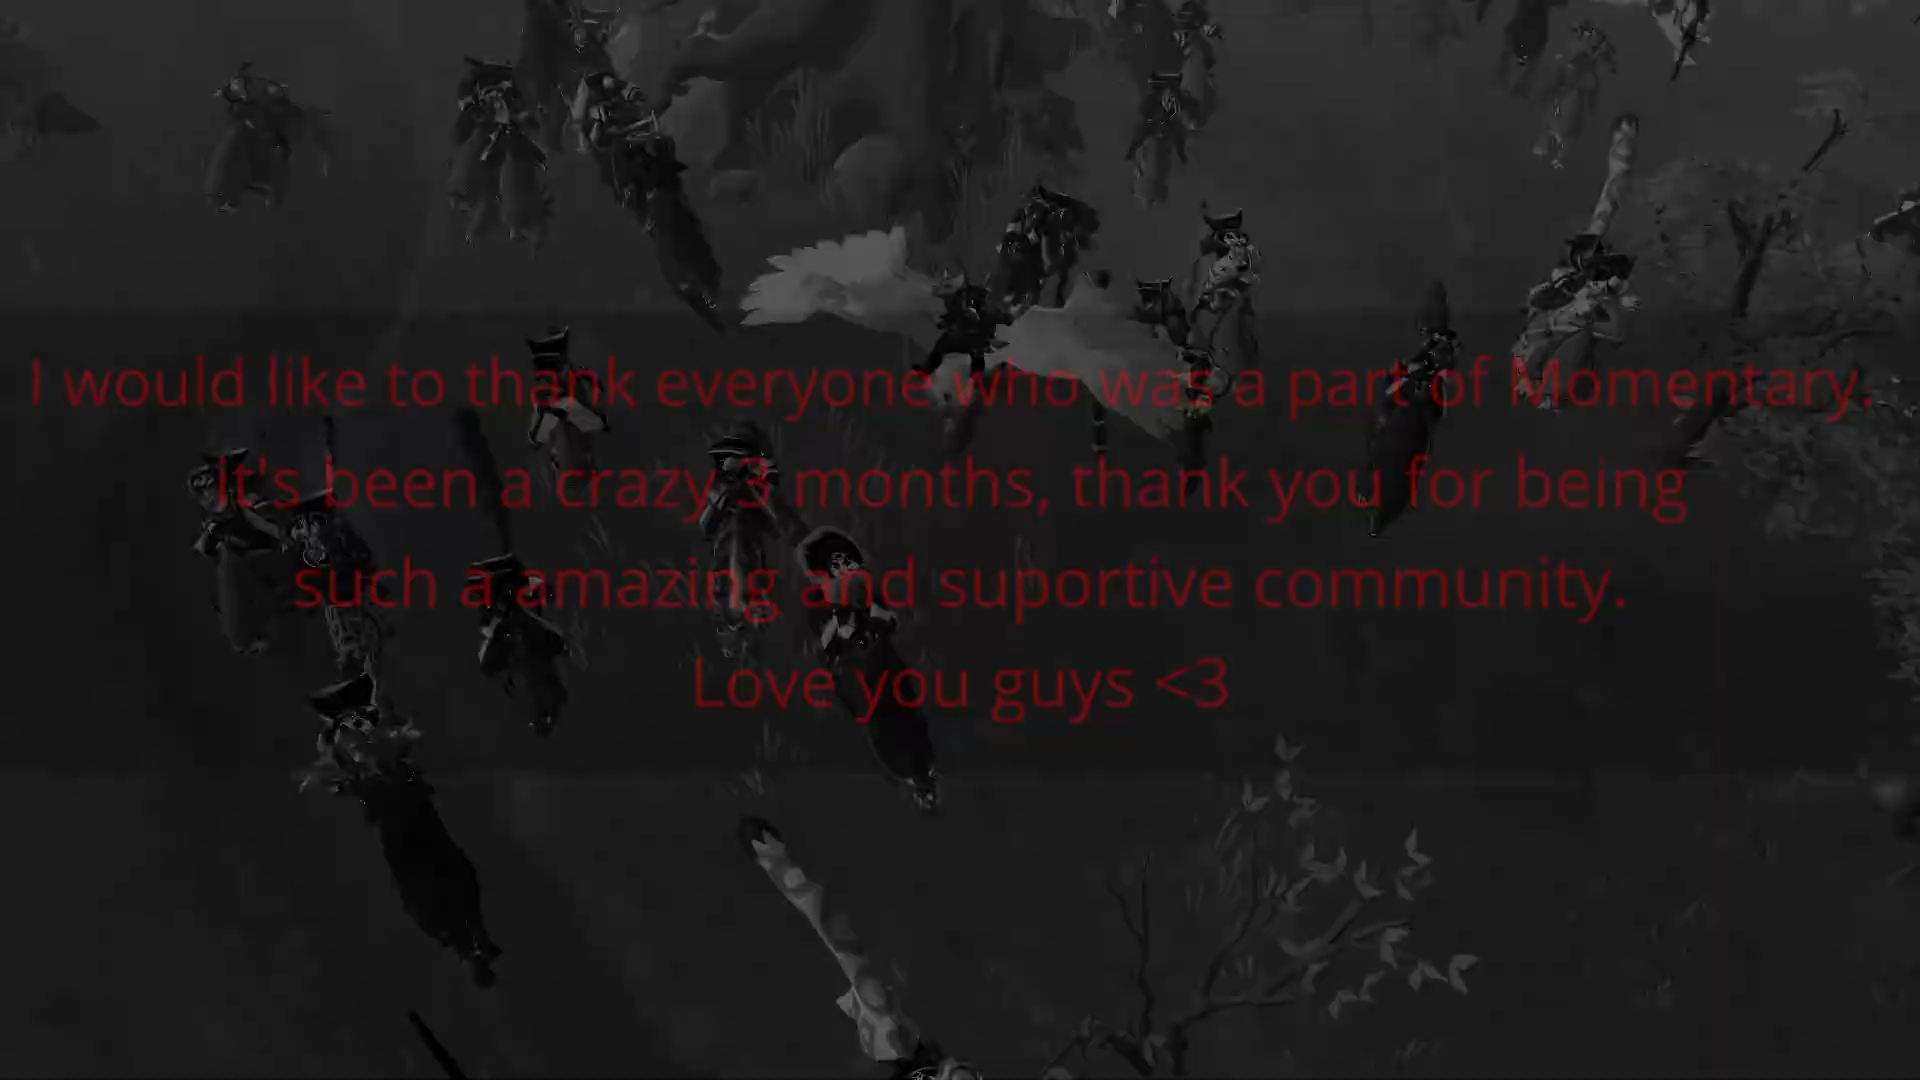 I would like to thank everyone who was a part of Momentary.
It's been a crazy 3 months, thank you for being
such a amazing and suportive community.
Love you guys <3